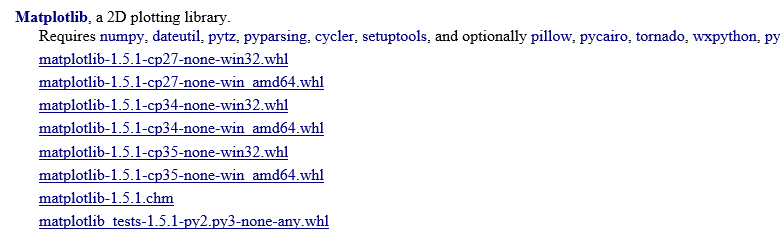 Matplotlib, a 2D plotting library.
Requires numpy, dateutil, pytz, pyparsing, cycler, setuptools, and optionally pillow, pycairo, tornado, wxpython, py
matplotlib-1.5.1-cp27-none-win32.whl
matplotlib-1.5.1-cp27-none-win_amd64.whl
matplotlib-1.5.1-cp34-none-win32.whl
matplotlib-1.5.1-cp34-none-win_amd64.whl
matplotlib-1.5.1-cp35-none-win32.whl
matplotlib-1.5.1-cp35-none-win_amd64.whl
matplotlib-1.5.1.chm
matplotlib_tests-1.5.1-py2.py3-none-any.whl